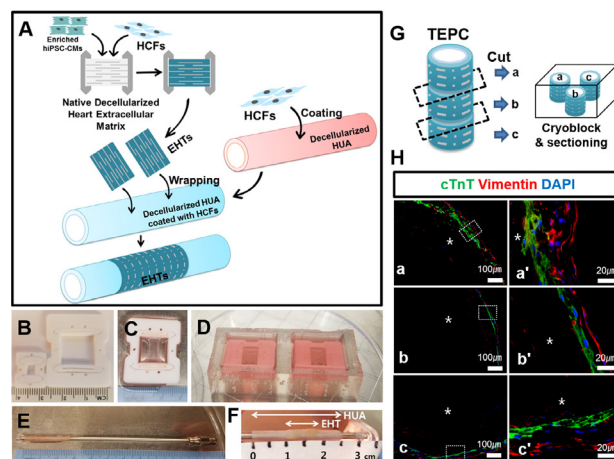 A
Enriched
hiPSC-CMs
HCFs
Native Decellularized
Heart Extracellular
Matrix
HCFs
Coating
Decellularized
HUA
EHTs
Wrapping
Decellularized HUA
coated with HCFs
EHTs
B
C
D
E
F
HUA
EHT
0 1 2 3 cm
G
TEPC
Cut
a
b
c
a
c
b
Cryoblock
& sectioning
H
cTnT Vimentin DAPI
*
a
100μm
*
a'
20μm
*
b
100μm
*
b'
20μm
*
c
100μm
*
c'
20μm